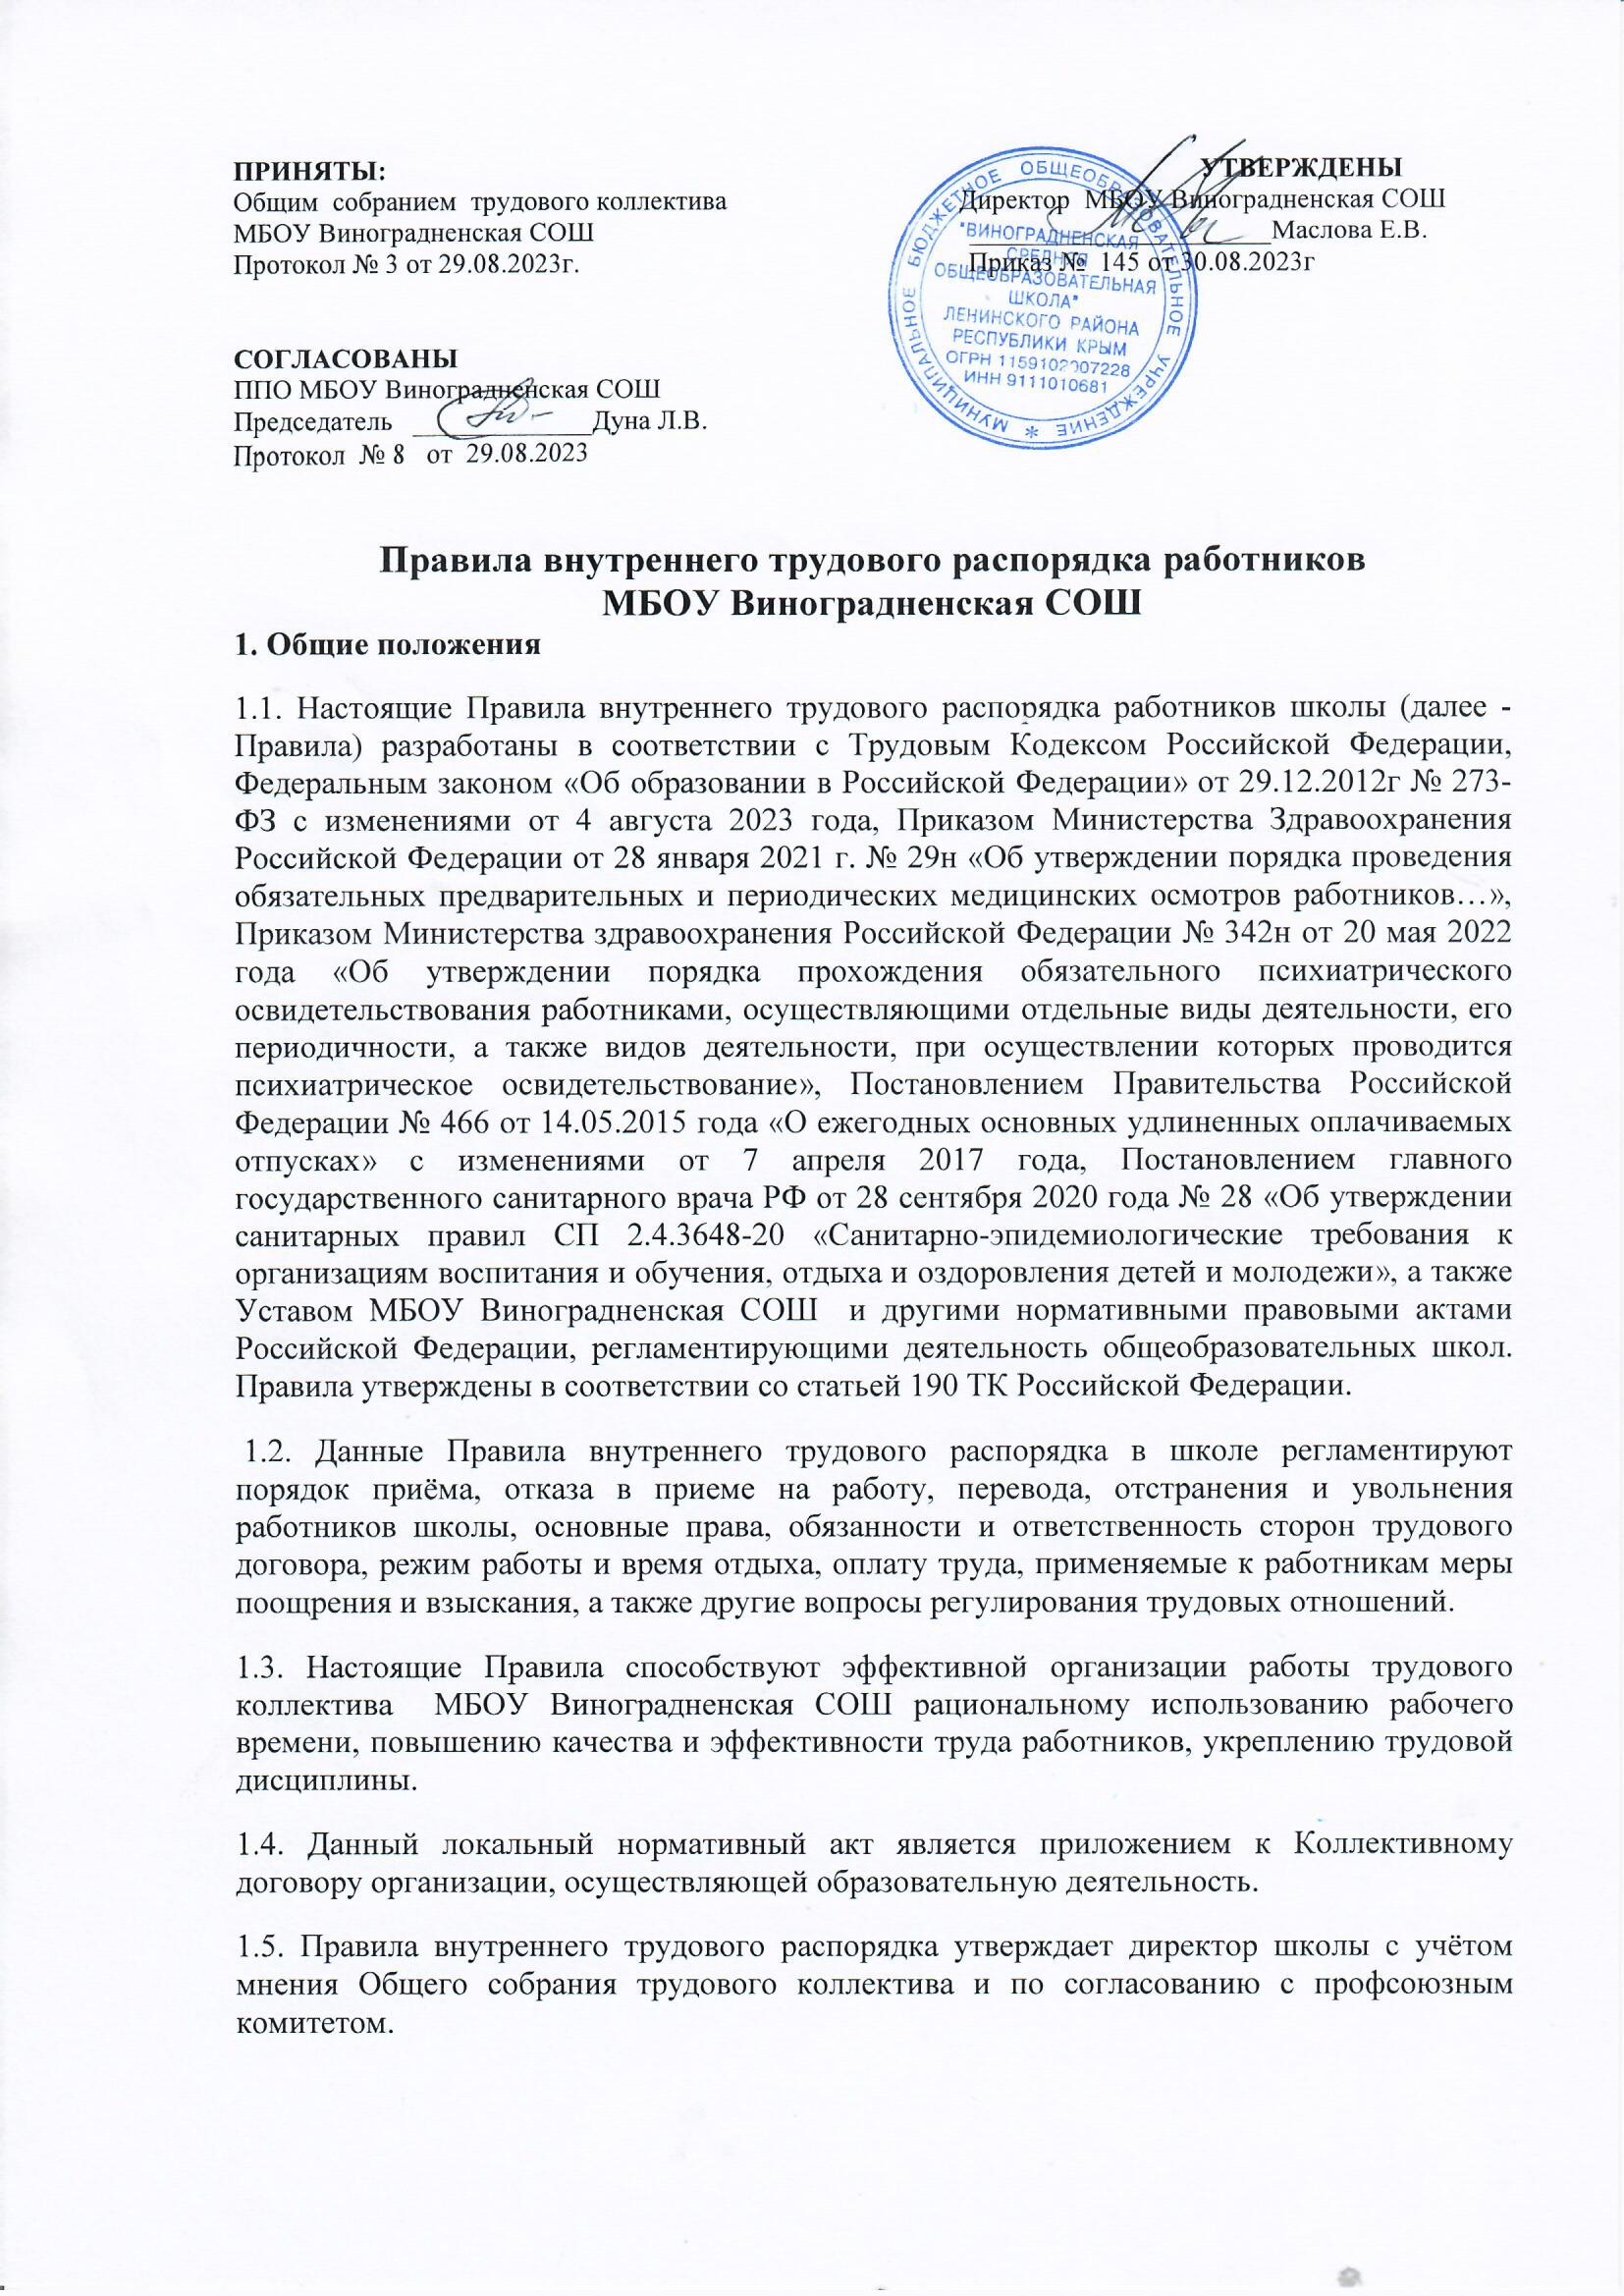 ПРИНЯТЫ:
Общим собранием трудового коллектива
МБОУ Виноградненская СОШ
Протокол № 3 от 29.08.2023г.
УТВЕРЖДЕНЫ
Директор МБОУ Виноградненская СОШ
Маслова Е.В.
Приказ № 145 от 30.08.2023г
МУНИЦИПАЛЬНОЕ БЮДЖЕТНОЕ ОБЩЕОБРАЗОВАТЕЛЬНОЕ УЧРЕЖДЕНИЕ *
"ВИНОГРАДНЕНСКАЯ
СРЕДНЯЯ
ОБЩЕОБРАЗОВАТЕЛЬНАЯ
ШКОЛА"
ЛЕНИНСКОГО РАЙОНА
РЕСПУБЛИКИ КРЫМ
ОГРН 1159102007228
ИНН 9111010681
СОГЛАСОВАНЫ
ППО МБОУ Виноградненская СОШ
Председатель ____________Дуна Л.В.
Протокол № 8 от 29.08.2023
Правила внутреннего трудового распорядка работников
МБОУ Виноградненская СОШ
1. Общие положения
1.1. Настоящие Правила внутреннего трудового распорядка работников школы (далее -
Правила) разработаны в соответствии с Трудовым Кодексом Российской Федерации,
Федеральным законом «Об образовании в Российской Федерации» от 29.12.2012г № 273-
ФЗ с изменениями от 4 августа 2023 года, Приказом Министерства Здравоохранения
Российской Федерации от 28 января 2021 г. № 29н «Об утверждении порядка проведения
обязательных предварительных и периодических медицинских осмотров работников…»,
Приказом Министерства здравоохранения Российской Федерации № 342н от 20 мая 2022
года «Об утверждении порядка прохождения обязательного психиатрического
освидетельствования работниками, осуществляющими отдельные виды деятельности, его
периодичности, а также видов деятельности, при осуществлении которых проводится
психиатрическое освидетельствование», Постановлением Правительства Российской
Федерации № 466 от 14.05.2015 года «О ежегодных основных удлиненных оплачиваемых
отпусках» с изменениями от 7 апреля 2017 года, Постановлением главного
государственного санитарного врача РФ от 28 сентября 2020 года № 28 «Об утверждении
санитарных правил СП 2.4.3648-20 «Санитарно-эпидемиологические требования к
организациям воспитания и обучения, отдыха и оздоровления детей и молодежи», а также
Уставом МБОУ Виноградненская СОШ и другими нормативными правовыми актами
Российской Федерации, регламентирующими деятельность общеобразовательных школ.
Правила утверждены в соответствии со статьей 190 ТК Российской Федерации.
1.2. Данные Правила внутреннего трудового распорядка в школе регламентируют
порядок приёма, отказа в приеме на работу, перевода, отстранения и увольнения
работников школы, основные права, обязанности и ответственность сторон трудового
договора, режим работы и время отдыха, оплату труда, применяемые к работникам меры
поощрения и взыскания, а также другие вопросы регулирования трудовых отношений.
1.3. Настоящие Правила способствуют эффективной организации работы трудового
коллектива МБОУ Виноградненская СОШ рациональному использованию рабочего
времени, повышению качества и эффективности труда работников, укреплению трудовой
дисциплины.
1.4. Данный локальный нормативный акт является приложением к Коллективному
договору организации, осуществляющей образовательную деятельность.
1.5. Правила внутреннего трудового распорядка утверждает директор школы с учётом
мнения Общего собрания трудового коллектива и по согласованию с профсоюзным
комитетом.